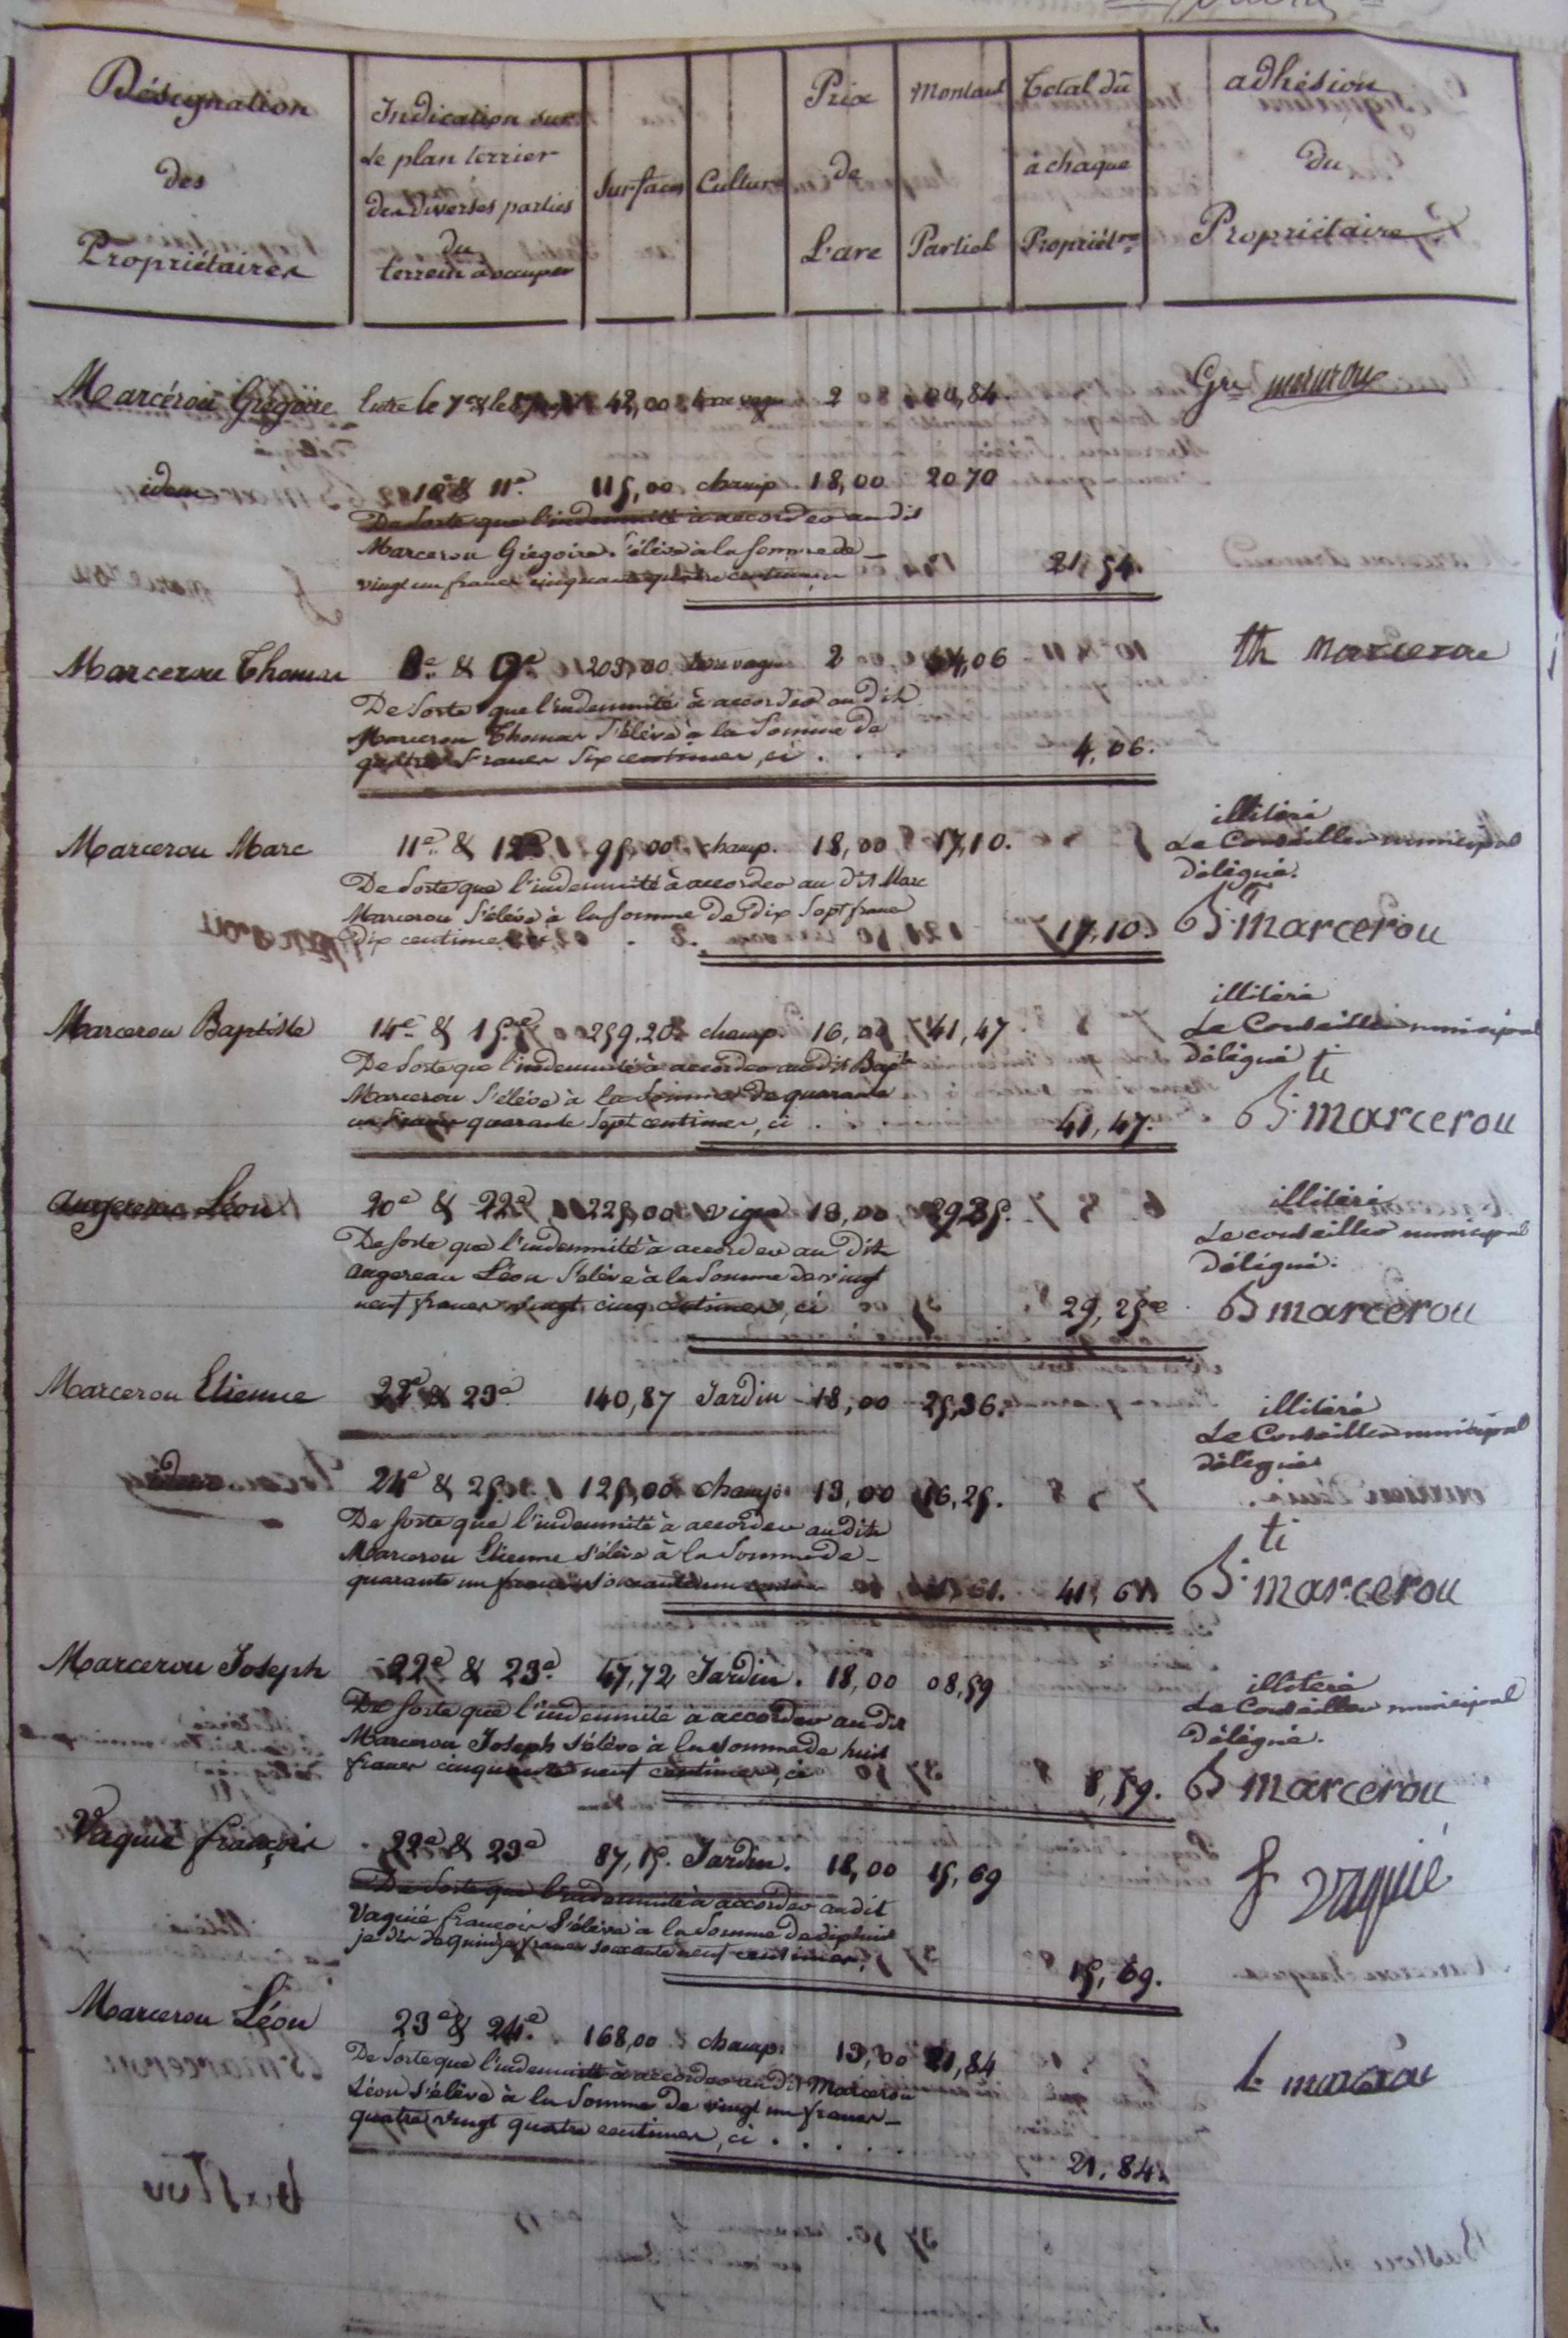 Désignation
des
Propriétaires
Indication sur
Le plan terrier
des diverses parties
du
terrein à occuper
Surfaces
Culture
Prix
de
L'are
Montant
Partiel
Total dû
à chaque
Propriétre
adhésion
du
Propriétaire
Marcérou Grégoire Entre le 7e & le 42,00 terre vague 2 00,84. Gre marcerou
idem 10e & 11e 115,00 champ. 18,00 20 70
De Sorte que l'indemnité à accorder au dit
Marcerou Grégoire S'élève à la Somme de
vingt un francs cinquante quatre centimes 21,54.
Marcerou Thomas 8e & 9e 203,00 terre vague 2 04,06 th marcerou
De Sorte que l'indemnité à accorder au dit
Marcerou Thomas S'élève à la Somme de
quatre francs Six centimes, ci . . . 4,06.
Marcerou Marc 11e & 12e 95,00 champ. 18,00 17,10. illitéré
Le Conseiller municipal
délégué.
De Sorte que l'indemnité à accorder au dit Marc
Marcerou S'élève à la Somme de dix Sept francs
dix centimes 17,10. B marcerou
Marcerou Baptiste 14e & 15e 259,20 champ. 16,00 41,47 illitéré
Le Conseiller municipal
délégué
De Sorte que l'indemnité à accorder au dit Bapte
Marcerou S'élève à la Somme de quarante
un francs quarante Sept centimes, ci . . 41,47. Bti marcerou
angereau Léon 20e & 22e 225,00 vigne 13,00 29 25. illitéré
Le conseiller municipal
délégué.
De Sorte que l'indemnité à accorder au dit
angereau Léon S'élève à la Somme de vingt
neuf francs vingt cinq centimes, ci 29,25 B marcerou
Marcerou Etienne 22e & 23e 140,87 Jardin 18,00 25,36. illitéré
Le Conseiller municipal
délégué
idem 24e & 25e 125,00 champ. 13,00 16,25.
De Sorte que l'indemnité à accorder au dit
Marcerou Etienne s'élève à la Somme de
quarante un francs soixante un 41,61. 41,61 Bti marcerou
Marcerou Joseph 22e & 23e 47,72 Jardin. 18,00 08,59 illitéré
Le Conseiller municipal
délégué.
De Sorte que l'indemnité à accorder au dit
Marcerou Joseph s'élève à la Somme de huit
francs cinquante neuf centimes, ci 8,59. B marcerou
Vaquié françois 22e & 23e 87,15. Jardin. 18,00 15,69 f vaquié
De Sorte que l'indemnité à accorder au dit
Vaquié françois S'élève à la Somme de dixhuit
je dis de quinze francs soixante neuf centimes. 15,69.
Marcerou Léon 23e & 24e 168,00 champ. 13,00 21,84 L marcerou
De Sorte que l'indemnité à accorder au dit Marcerou
Léon S'élève à la Somme de vingt un francs
quatre vingt quatre centimes, ci . . . . . 21,84.